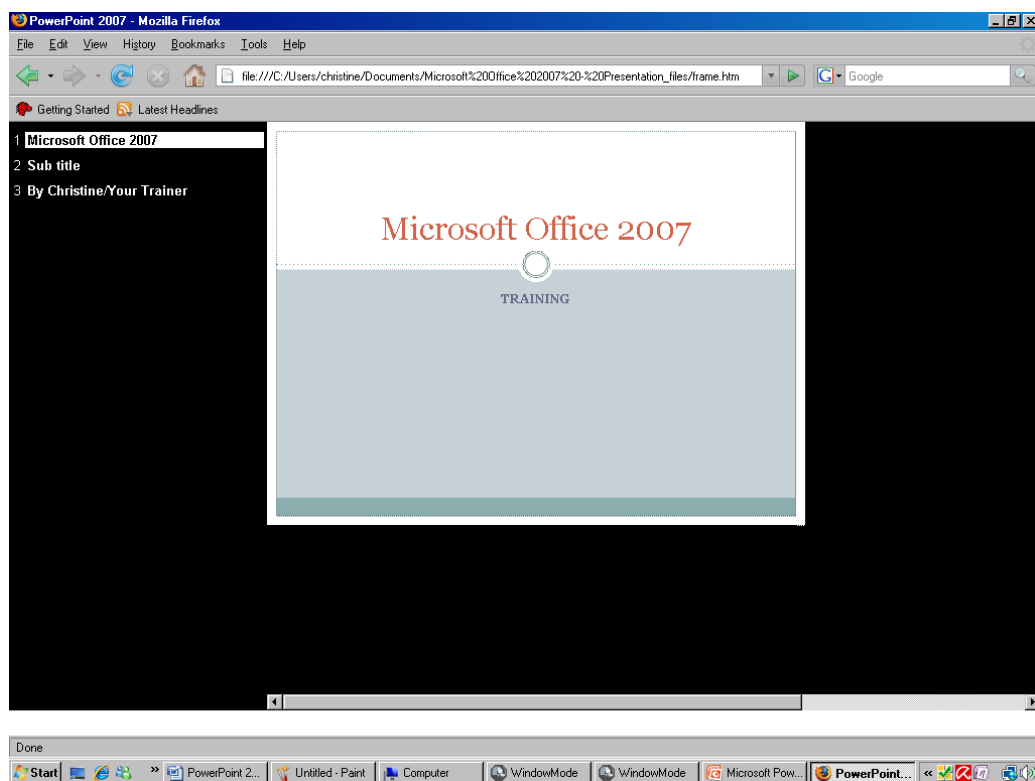 PowerPoint 2007 - Mozilla Firefox
File Edit View History Bookmarks Tools Help
file:///C:/Users/christine/Documents/Microsoft%20Office%202007%20-%20Presentation_files/frame.htm G Google
Getting Started Latest Headlines
1 Microsoft Office 2007
2 Sub title
3 By Christine/Your Trainer
Microsoft Office 2007
TRAINING
Done
Start » PowerPoint 2... Untitled - Paint Computer WindowMode WindowMode Microsoft Pow... PowerPoint... «